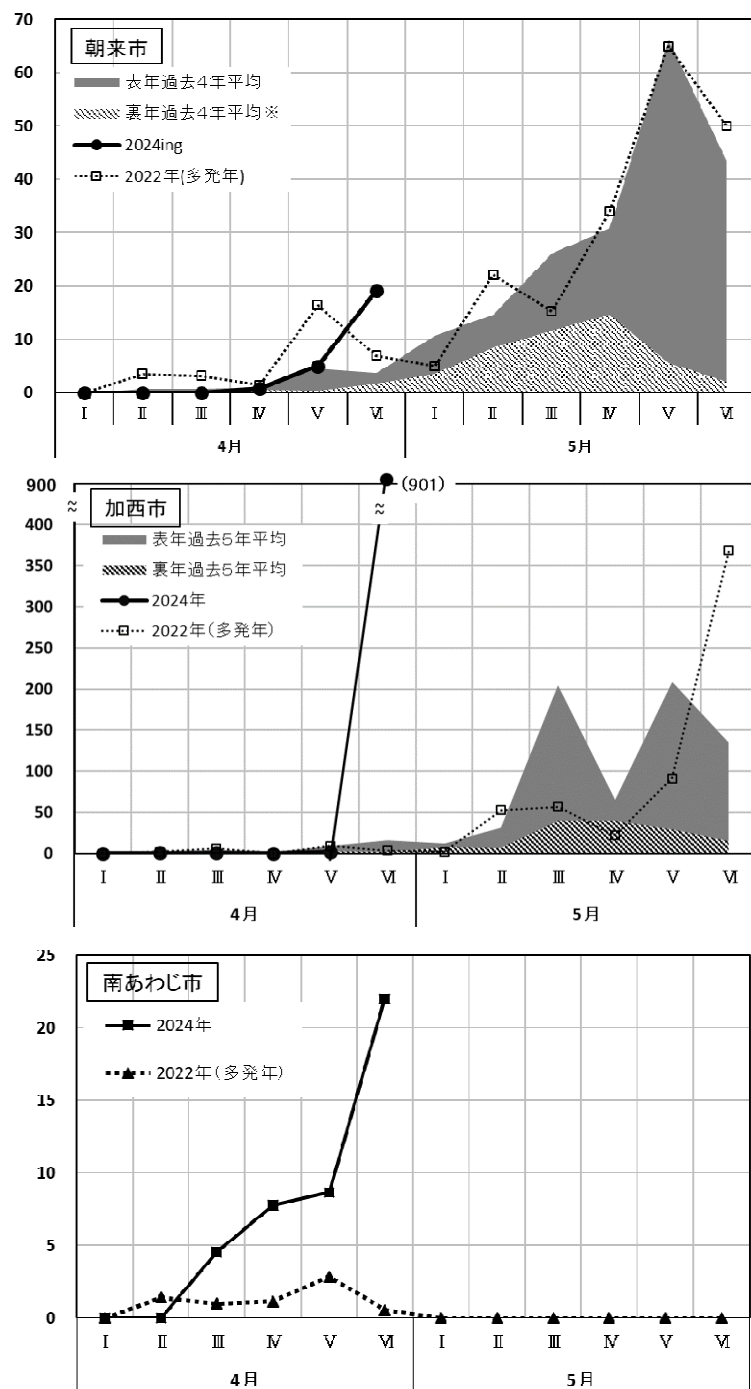 70
60
50
40
30
20
10
0
朝来市
表年過去4年平均
裏年過去4年平均※
2024ing
2022年(多発年)
Ⅰ Ⅱ Ⅲ Ⅳ Ⅴ Ⅵ Ⅰ Ⅱ Ⅲ Ⅳ Ⅴ Ⅵ
4月 5月
900
≈ ≈
400
350
300
250
200
150
100
50
0
加西市
(901)
表年過去5年平均
裏年過去5年平均
2024年
2022年(多発年)
Ⅰ Ⅱ Ⅲ Ⅳ Ⅴ Ⅵ Ⅰ Ⅱ Ⅲ Ⅳ Ⅴ Ⅵ
4月 5月
25
20
15
10
5
0
南あわじ市
2024年
2022年(多発年)
Ⅰ Ⅱ Ⅲ Ⅳ Ⅴ Ⅵ Ⅰ Ⅱ Ⅲ Ⅳ Ⅴ Ⅵ
4月 5月